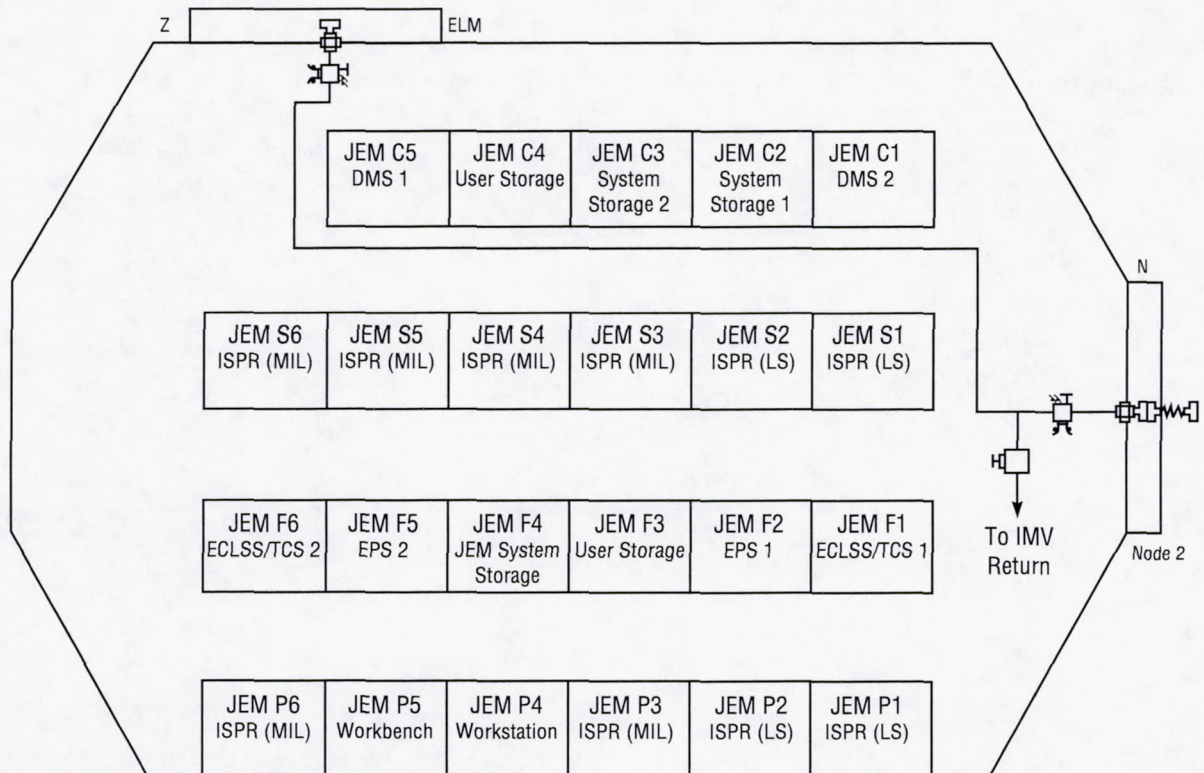 Z
ELM
JEM C5
DMS 1
JEM C4
User Storage
JEM C3
System
Storage 2
JEM C2
System
Storage 1
JEM C1
DMS 2
N
JEM S6
ISPR (MIL)
JEM S5
ISPR (MIL)
JEM S4
ISPR (MIL)
JEM S3
ISPR (MIL)
JEM S2
ISPR (LS)
JEM S1
ISPR (LS)
JEM F6
ECLSS/TCS 2
JEM F5
EPS 2
JEM F4
JEM System
Storage
JEM F3
User Storage
JEM F2
EPS 1
JEM F1
ECLSS/TCS 1
To IMV
Return
Node 2
JEM P6
ISPR (MIL)
JEM P5
Workbench
JEM P4
Workstation
JEM P3
ISPR (MIL)
JEM P2
ISPR (LS)
JEM P1
ISPR (LS)